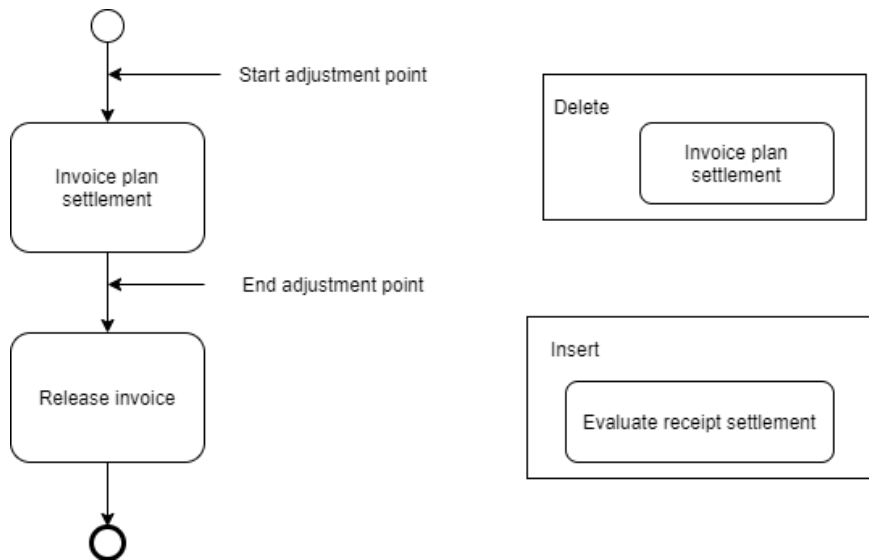 Start adjustment point
Delete
Invoice plan
settlement
Invoice plan
settlement
End adjustment point
Insert
Release invoice
Evaluate receipt settlement